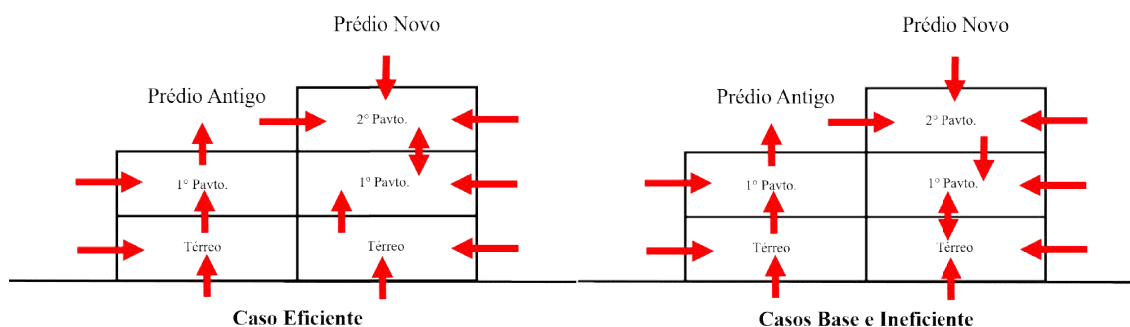 Prédio Novo
Prédio Antigo
2° Pavto.
1° Pavto.
1° Pavto.
Térreo
Térreo
Caso Eficiente
Prédio Novo
Prédio Antigo
2° Pavto.
1° Pavto.
1° Pavto.
Térreo
Térreo
Casos Base e Ineficiente